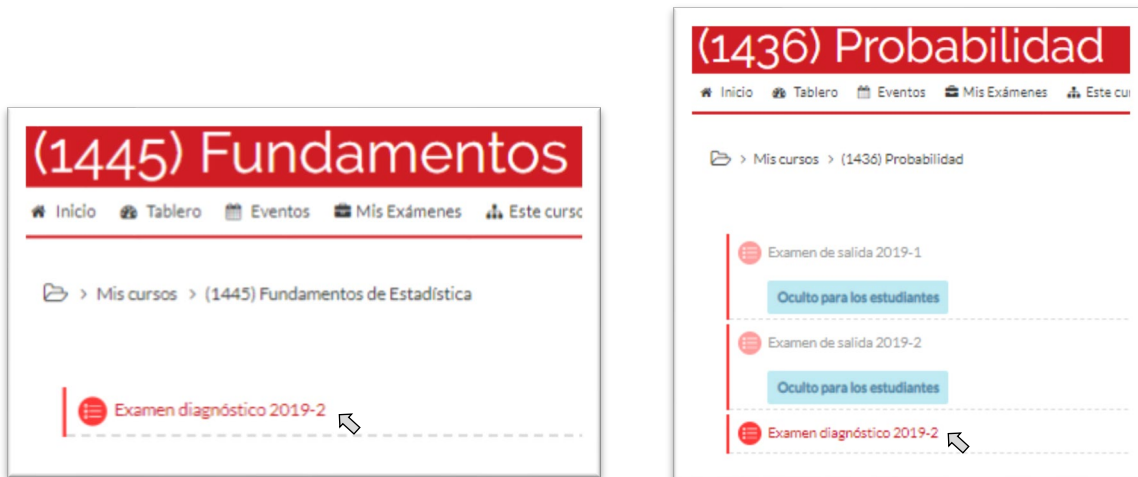 (1445) Fundamentos
Inicio Tablero Eventos Mis Exámenes Este curso
> Mis cursos > (1445) Fundamentos de Estadística
Examen diagnóstico 2019-2
(1436) Probabilidad
Inicio Tablero Eventos Mis Exámenes Este cur
> Mis cursos > (1436) Probabilidad
Examen de salida 2019-1
Oculto para los estudiantes
Examen de salida 2019-2
Oculto para los estudiantes
Examen diagnóstico 2019-2